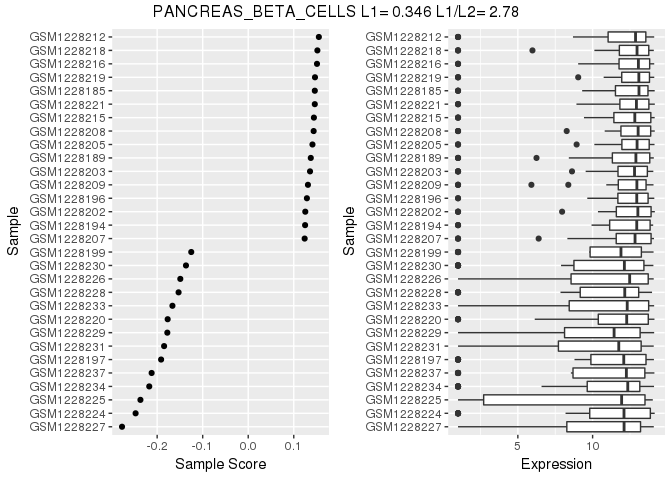 PANCREAS_BETA_CELLS L1= 0.346 L1/L2= 2.78
Sample
GSM1228212
GSM1228218
GSM1228216
GSM1228219
GSM1228185
GSM1228221
GSM1228215
GSM1228208
GSM1228205
GSM1228189
GSM1228203
GSM1228209
GSM1228196
GSM1228202
GSM1228194
GSM1228207
GSM1228199
GSM1228230
GSM1228226
GSM1228228
GSM1228233
GSM1228220
GSM1228229
GSM1228231
GSM1228197
GSM1228237
GSM1228234
GSM1228225
GSM1228224
GSM1228227
-0.2 -0.1 0.0 0.1
Sample Score
Sample
GSM1228212
GSM1228218
GSM1228216
GSM1228219
GSM1228185
GSM1228221
GSM1228215
GSM1228208
GSM1228205
GSM1228189
GSM1228203
GSM1228209
GSM1228196
GSM1228202
GSM1228194
GSM1228207
GSM1228199
GSM1228230
GSM1228226
GSM1228228
GSM1228233
GSM1228220
GSM1228229
GSM1228231
GSM1228197
GSM1228237
GSM1228234
GSM1228225
GSM1228224
GSM1228227
5 10
Expression